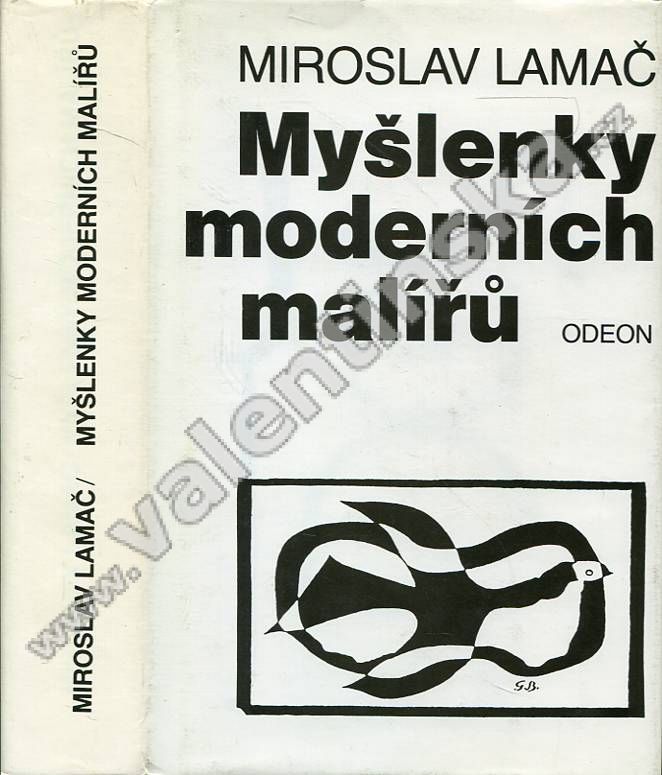 MIROSLAV LAMAČ
Myšlenky
moderních
malířů
ODEON
G.B.
MIROSLAV LAMAČ/ MYŠLENKY MODERNÍCH MALÍŘŮ
www.valentinska.cz